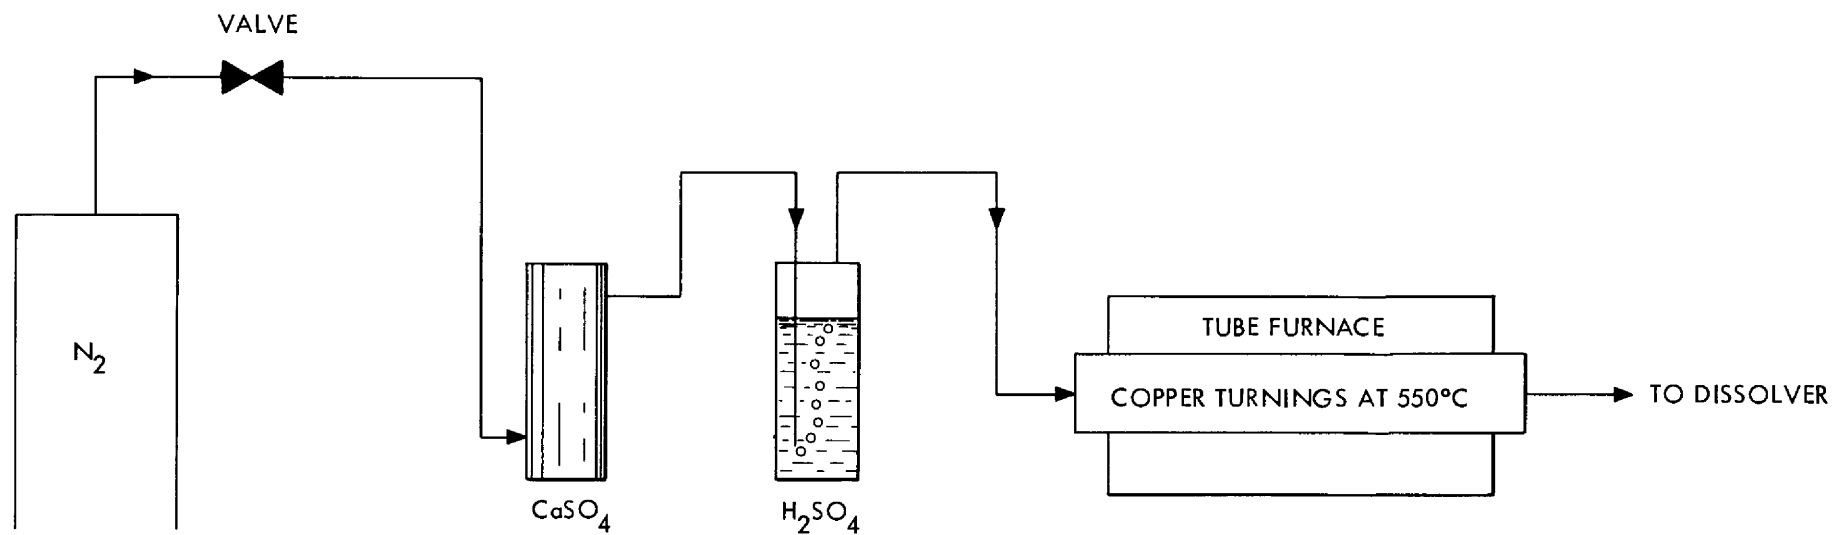 VALVE
N2
CaSO4
H2SO4
TUBE FURNACE
COPPER TURNINGS AT 550°C
TO DISSOLVER